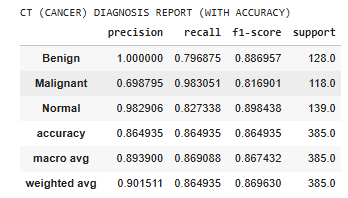 CT (CANCER) DIAGNOSIS REPORT (WITH ACCURACY)
precision recall f1-score support
Benign 1.000000 0.796875 0.886957 128.0
Malignant 0.698795 0.983051 0.816901 118.0
Normal 0.982906 0.827338 0.898438 139.0
accuracy 0.864935 0.864935 0.864935 385.0
macro avg 0.893900 0.869088 0.867432 385.0
weighted avg 0.901511 0.864935 0.869630 385.0